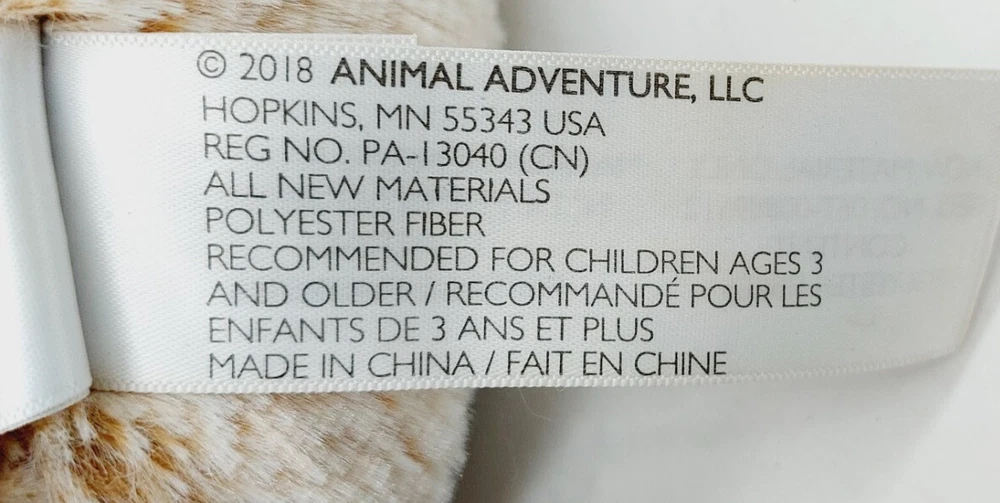 © 2018 ANIMAL ADVENTURE, LLC
HOPKINS, MN 55343 USA
REG NO. PA-13040 (CN)
ALL NEW MATERIALS
POLYESTER FIBER
RECOMMENDED FOR CHILDREN AGES 3
AND OLDER / RECOMMANDÉ POUR LES
ENFANTS DE 3 ANS ET PLUS
MADE IN CHINA / FAIT EN CHINE